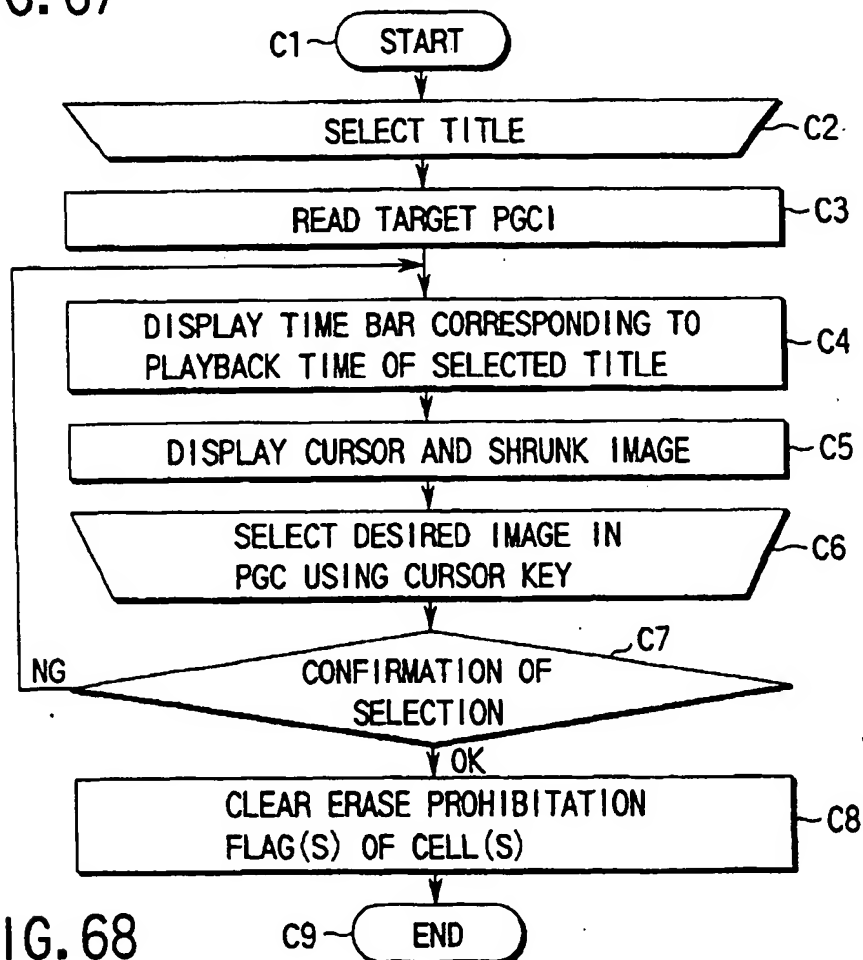 G. 67
C1 START
SELECT TITLE C2
READ TARGET PGCI C3
DISPLAY TIME BAR CORRESPONDING TO
PLAYBACK TIME OF SELECTED TITLE C4
DISPLAY CURSOR AND SHRUNK IMAGE C5
SELECT DESIRED IMAGE IN
PGC USING CURSOR KEY C6
C7
NG CONFIRMATION OF
SELECTION
OK
CLEAR ERASE PROHIBITATION
FLAG(S) OF CELL(S) C8
C9 END
IG. 68